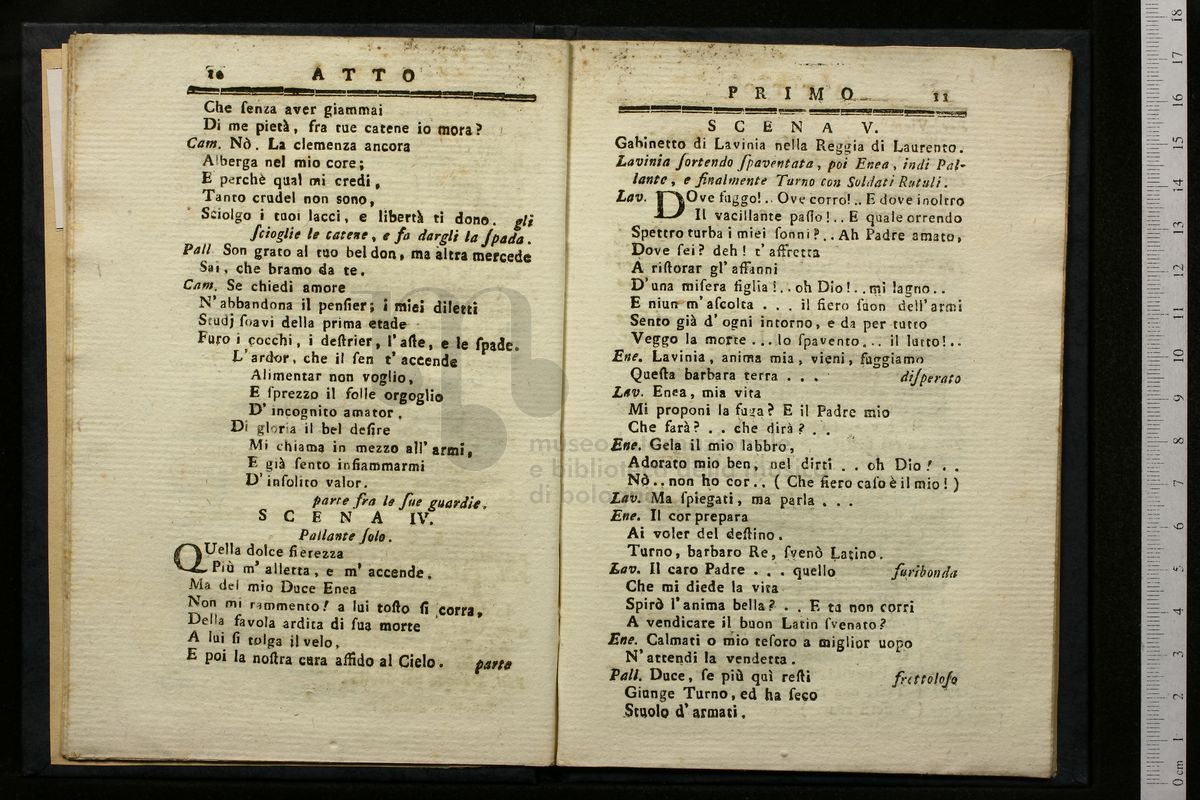 10 ATTO
Che ſenza aver giammai
Di me pietà, fra tue catene io mora?
Cam. Nò. La clemenza ancora
Alberga nel mio core;
E perchè qual mi credi,
Tanto crudel non sono,
Sciolgo i tuoi lacci, e libertà ti dono. gli
ſcioglie le catene, e fa dargli la ſpada.
Pall. Son grato al tuo bel don, ma altra mercede
Sai, che bramo da te.
Cam. Se chiedi amore
N'abbandona il penſier; i miei diletti
Studj ſoavi della prima etade
Furo i cocchi, i deſtrier, l'aſte, e le ſpade.
L'ardor, che il ſen t'accende
Alimentar non voglio,
E ſprezzo il folle orgoglio
D'incognito amator.
Di gloria il bel deſire
Mi chiama in mezzo all'armi,
E già ſento infiammarmi
D'inſolito valor.
parte fra le ſue guardie.
SCENA IV.
Pallante ſolo.
QUella dolce fierezza
Più m'alletta, e m'accende.
Ma del mio Duce Enea
Non mi rammento! a lui toſto ſi corra,
Della favola ardita di ſua morte
A lui ſi tolga il velo,
E poi la noſtra cura affido al Cielo. parte
PRIMO 11
SCENA V.
Gabinetto di Lavinia nella Reggia di Laurento.
Lavinia ſortendo ſpaventata, poi Enea, indi Pal-
lante, e finalmente Turno con Soldati Rutuli.
Lav. DOve fuggo!.. Ove corro!.. E dove inoltro
Il vacillante paſſo!.. E quale orrendo
Spettro turba i miei ſonni?.. Ah Padre amato,
Dove ſei? deh! t'affretta
A riſtorar gl'affanni
D'una miſera figlia!..oh Dio!..mi lagno..
E niun m'aſcolta ... il fiero ſuon dell'armi
Sento già d'ogni intorno, e da per tutto
Veggo la morte...lo ſpavento... il lutto!..
Ene. Lavinia, anima mia, vieni, fuggiamo
Queſta barbara terra ... diſperato
Lav. Enea, mia vita
Mi proponi la fuga? E il Padre mio
Che farà? .. che dirà? ..
Ene. Gela il mio labbro,
Adorato mio ben, nel dirti .. oh Dio! ..
Nò..non ho cor.. ( Che fiero caſo è il mio! )
Lav. Ma ſpiegati, ma parla ...
Ene. Il cor prepara
Ai voler del deſtino.
Turno, barbaro Re, ſvenò Latino.
Lav. Il caro Padre ... quello furibonda
Che mi diede la vita
Spirò l'anima bella? .. E tu non corri
A vendicare il buon Latin ſvenato?
Ene. Calmati o mio teſoro a miglior uopo
N'attendi la vendetta.
Pall. Duce, ſe più quì reſti frettoloſo
Giunge Turno, ed ha ſeco
Stuolo d'armati.